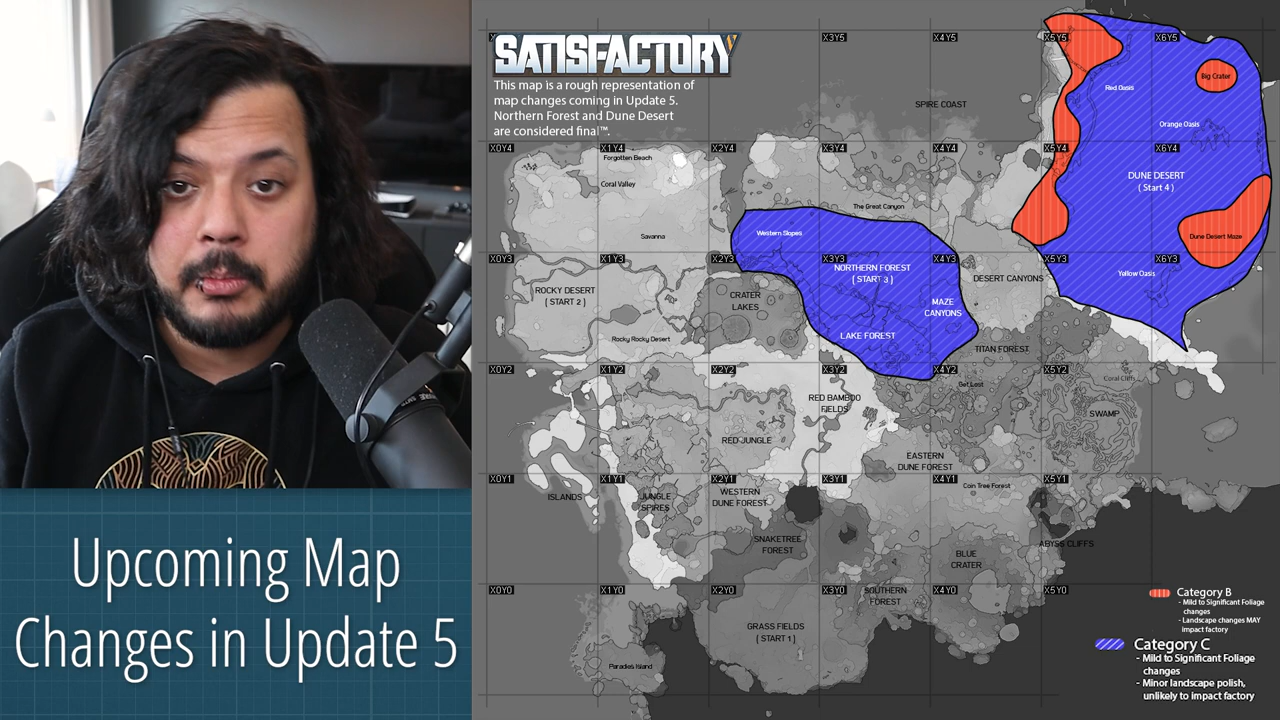 Upcoming Map
Changes in Update 5
SATISFACTORY
This map is a rough representation of
map changes coming in Update 5.
Northern Forest and Dune Desert
are considered final™.
X3Y5
X4Y5
X5Y5
X6Y5
SPIRE COAST
Red Oasis
Big Crater
Orange Oasis
X0Y4
X1Y4
X2Y4
X3Y4
X4Y4
X5Y4
X6Y4
Forgotten Beach
Coral Valley
DUNE DESERT
( Start 4 )
The Great Canyon
Savanna
Western Slopes
Dune Desert Maze
X0Y3
X1Y3
X2Y3
X3Y3
X4Y3
X5Y3
X6Y3
NORTHERN FOREST
( START 3 )
DESERT CANYONS
Yellow Oasis
ROCKY DESERT
( START 2 )
CRATER
LAKES
MAZE
CANYONS
Rocky Rocky Desert
LAKE FOREST
TITAN FOREST
X0Y2
X1Y2
X2Y2
X3Y2
X4Y2
X5Y2
X6Y2
Get Lost
Coral Cliffs
RED BAMBOO
FIELDS
SWAMP
RED JUNGLE
EASTERN
DUNE FOREST
X0Y1
X1Y1
X2Y1
X3Y1
X4Y1
X5Y1
Coin Tree Forest
ISLANDS
JUNGLE
SPIRES
WESTERN
DUNE FOREST
SNAKETREE
FOREST
ABYSS CLIFFS
BLUE
CRATER
X0Y0
X1Y0
X2Y0
X3Y0
X4Y0
X5Y0
SOUTHERN
FOREST
GRASS FIELDS
( START 1 )
Paradies Island
Category B
- Mild to Significant Foliage
changes
- Landscape changes MAY
impact factory
Category C
- Mild to Significant Foliage
changes
- Minor landscape polish,
unlikely to impact factory